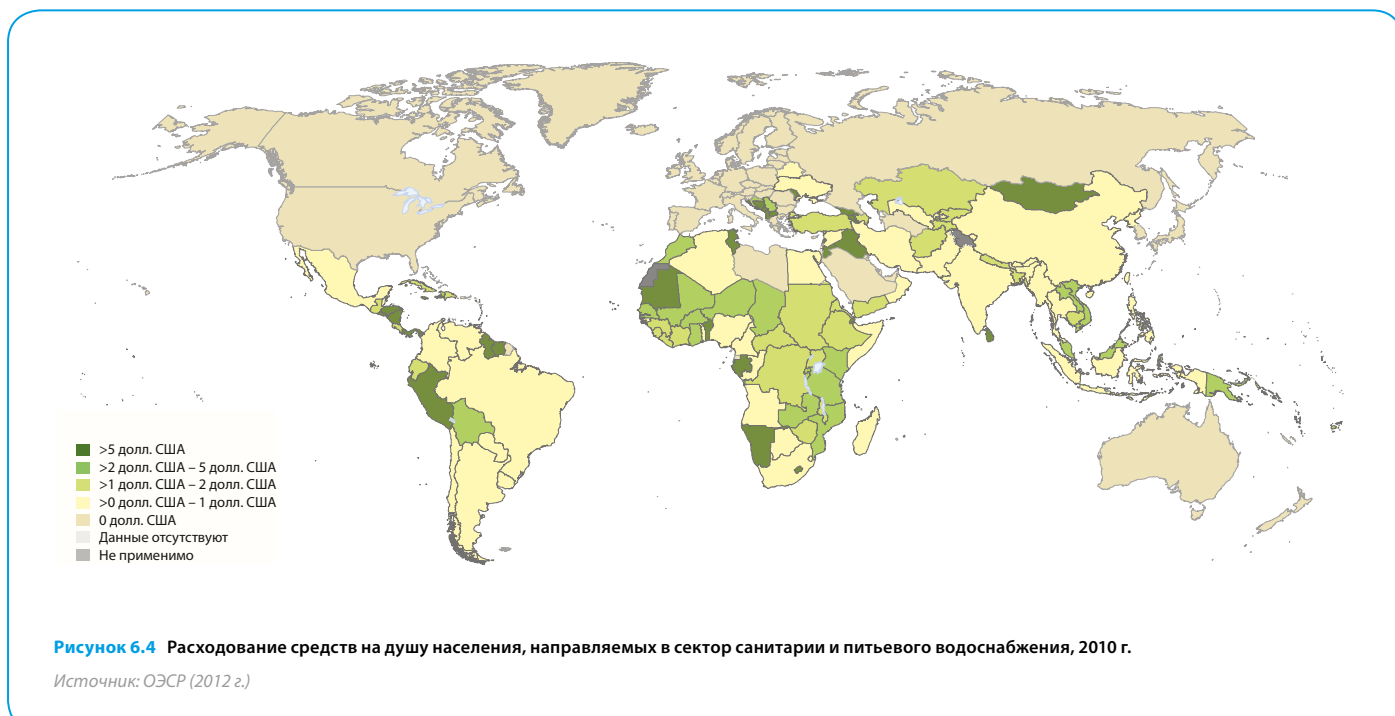 >5 долл. США
>2 долл. США – 5 долл. США
>1 долл. США – 2 долл. США
>0 долл. США – 1 долл. США
0 долл. США
Данные отсутствуют
Не применимо
Рисунок 6.4 Расходование средств на душу населения, направляемых в сектор санитарии и питьевого водоснабжения, 2010 г.
Источник: ОЭСР (2012 г.)